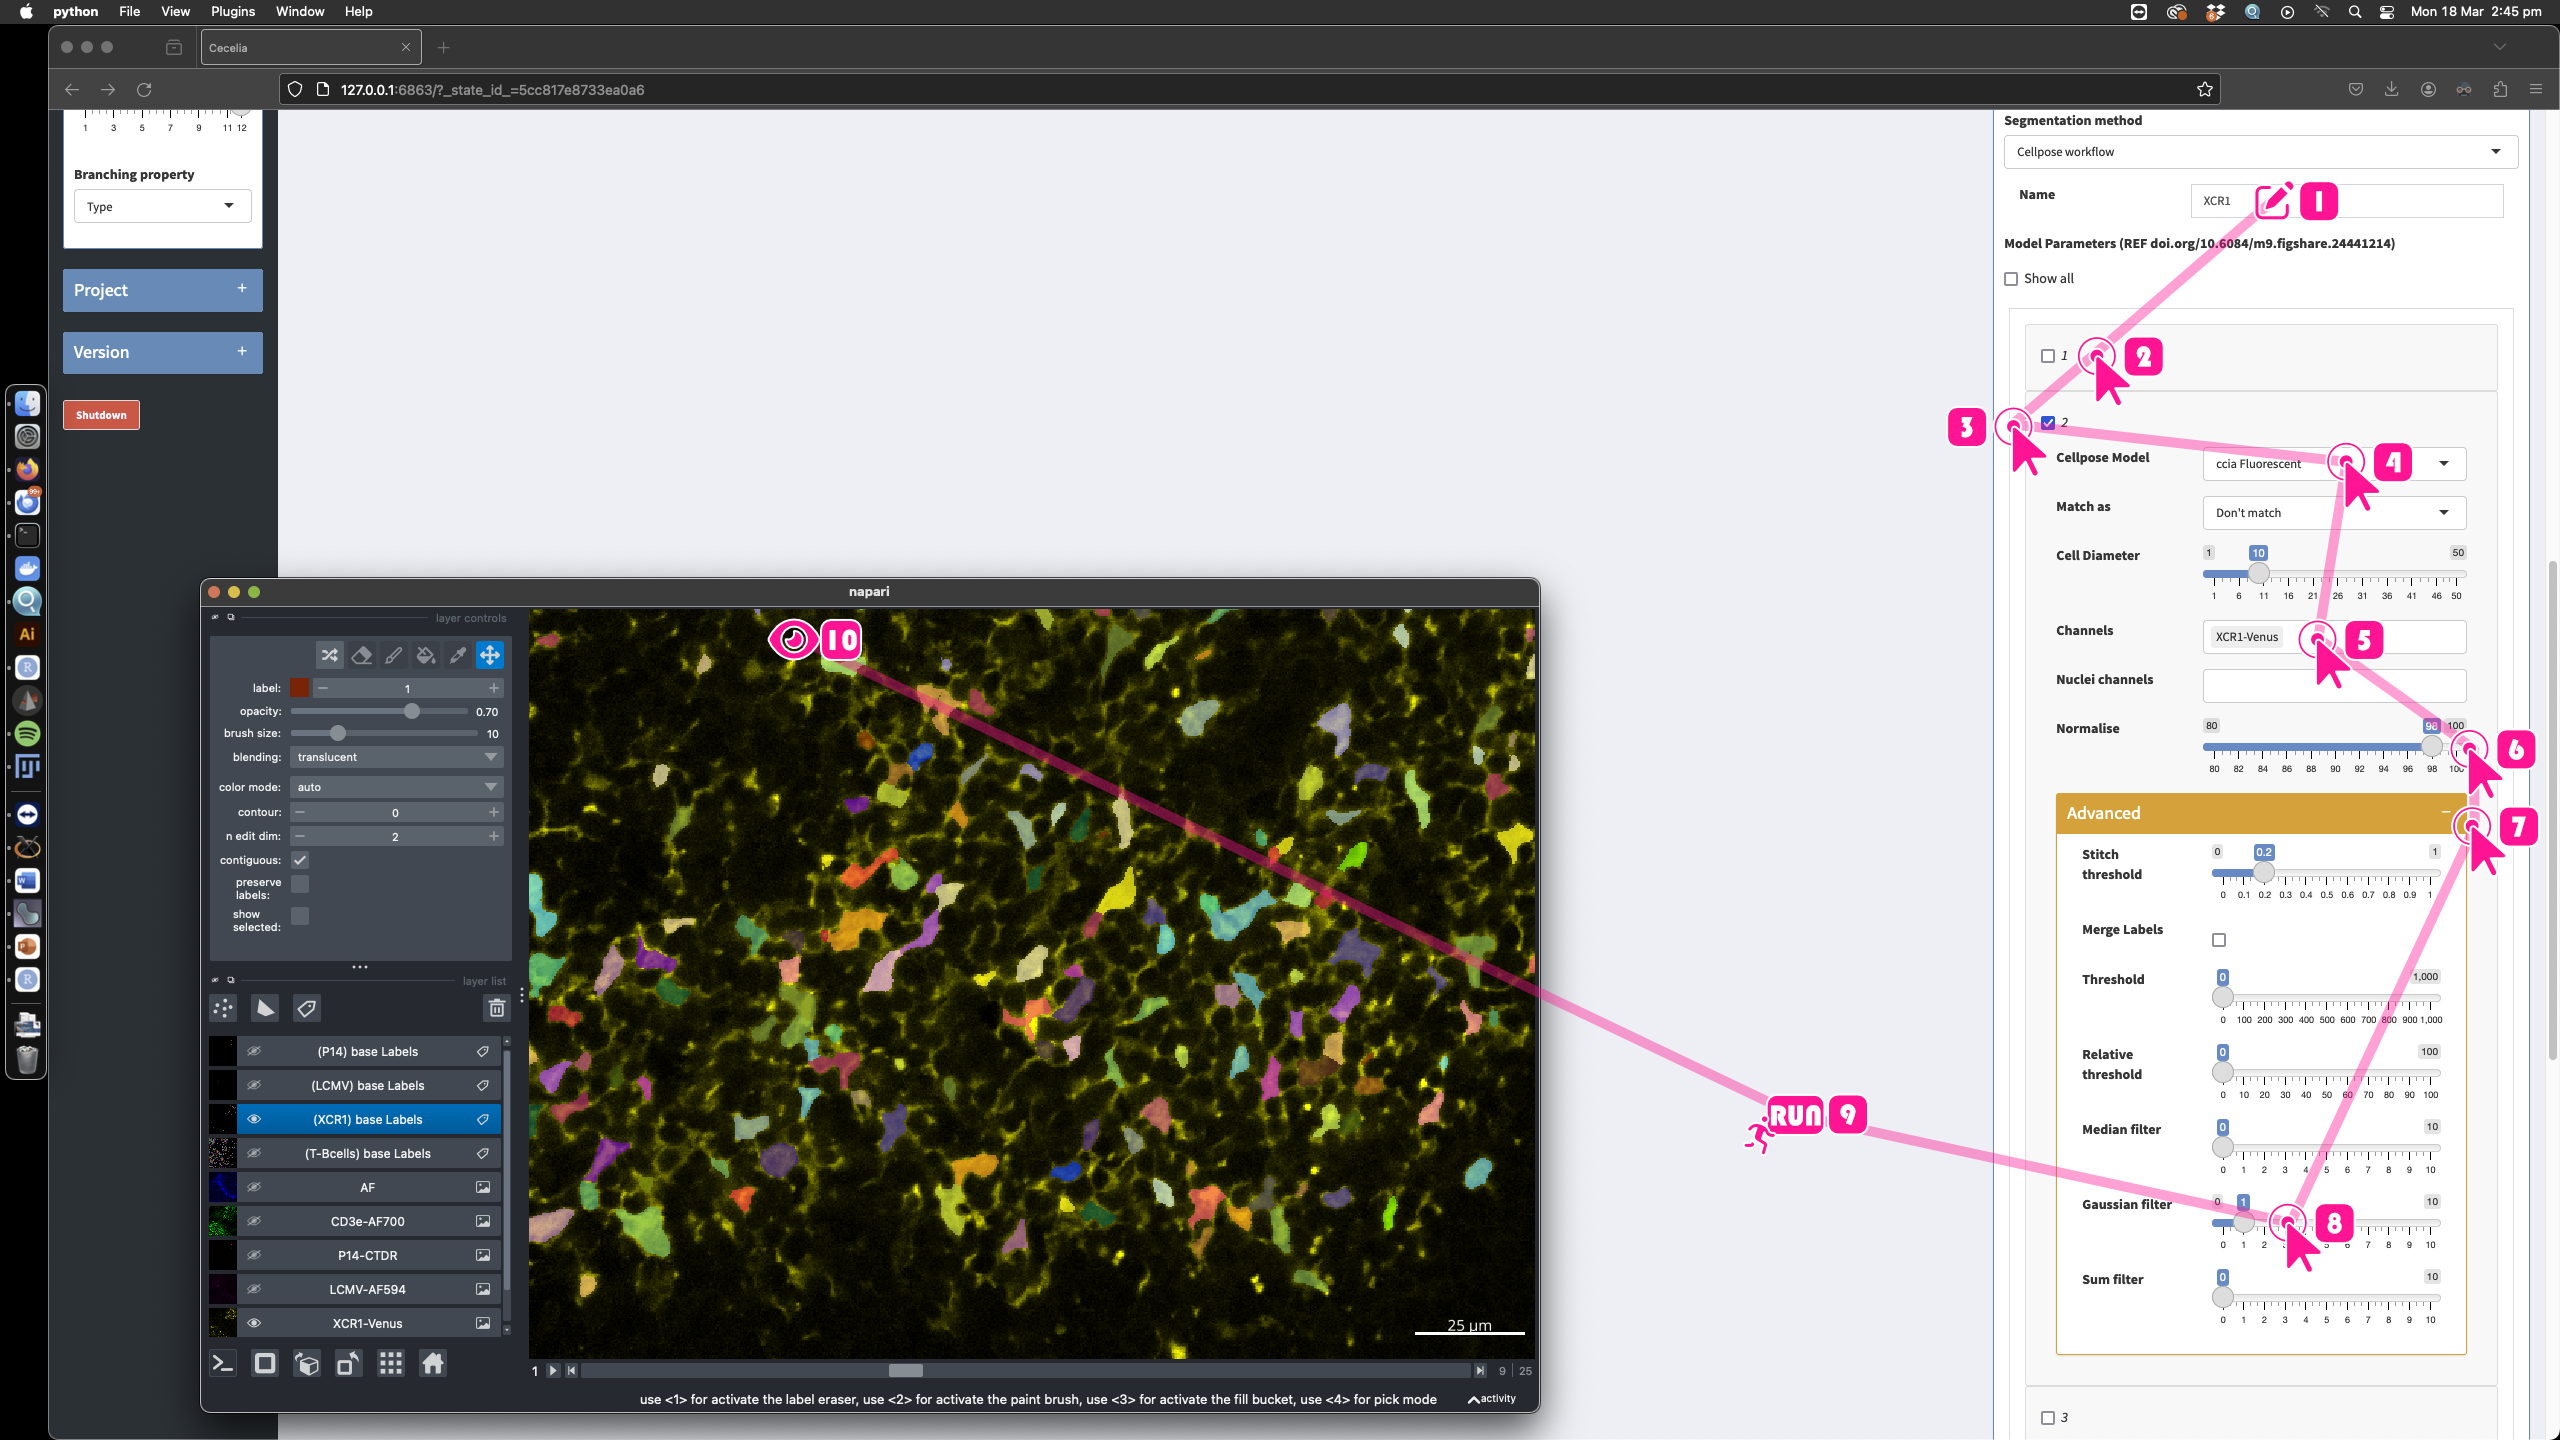 python File View Plugins Window Help
Mon 18 Mar 2:45 pm
Cecelia
127.0.0.1:6863/?_state_id_=5cc817e8733ea0a6
1 3 5 7 9 11 12
Branching property
Type
Project +
Version +
Shutdown
99+
Ai
Segmentation method
Cellpose workflow
Name
XCR1
1
Model Parameters (REF doi.org/10.6084/m9.figshare.24441214)
Show all
1
2
3
2
Cellpose Model
ccia Fluorescent
4
Match as
Don't match
Cell Diameter
1 10 50
1 6 11 16 21 26 31 36 41 46 50
Channels
XCR1-Venus
5
Nuclei channels
Normalise
80 98 100
80 82 84 86 88 90 92 94 96 98 100
6
Advanced
7
Stitch threshold
0 0.2 1
0 0.1 0.2 0.3 0.4 0.5 0.6 0.7 0.8 0.9 1
Merge Labels
Threshold
0 1,000
0 100 200 300 400 500 600 700 800 900 1,000
Relative threshold
0 100
0 10 20 30 40 50 60 70 80 90 100
Median filter
0 10
0 1 2 3 4 5 6 7 8 9 10
Gaussian filter
0 1 10
0 1 2 3 5 6 7 8 9 10
8
Sum filter
0 10
0 1 2 3 4 5 6 7 8 9 10
3
RUN 9
napari
layer controls
label: 1
opacity: 0.70
brush size: 10
blending: translucent
color mode: auto
contour: 0
n edit dim: 2
contiguous:
preserve labels:
show selected:
layer list
(P14) base Labels
(LCMV) base Labels
(XCR1) base Labels
(T-Bcells) base Labels
AF
CD3e-AF700
P14-CTDR
LCMV-AF594
XCR1-Venus
10
25 µm
1 9 25
use <1> for activate the label eraser, use <2> for activate the paint brush, use <3> for activate the fill bucket, use <4> for pick mode
activity